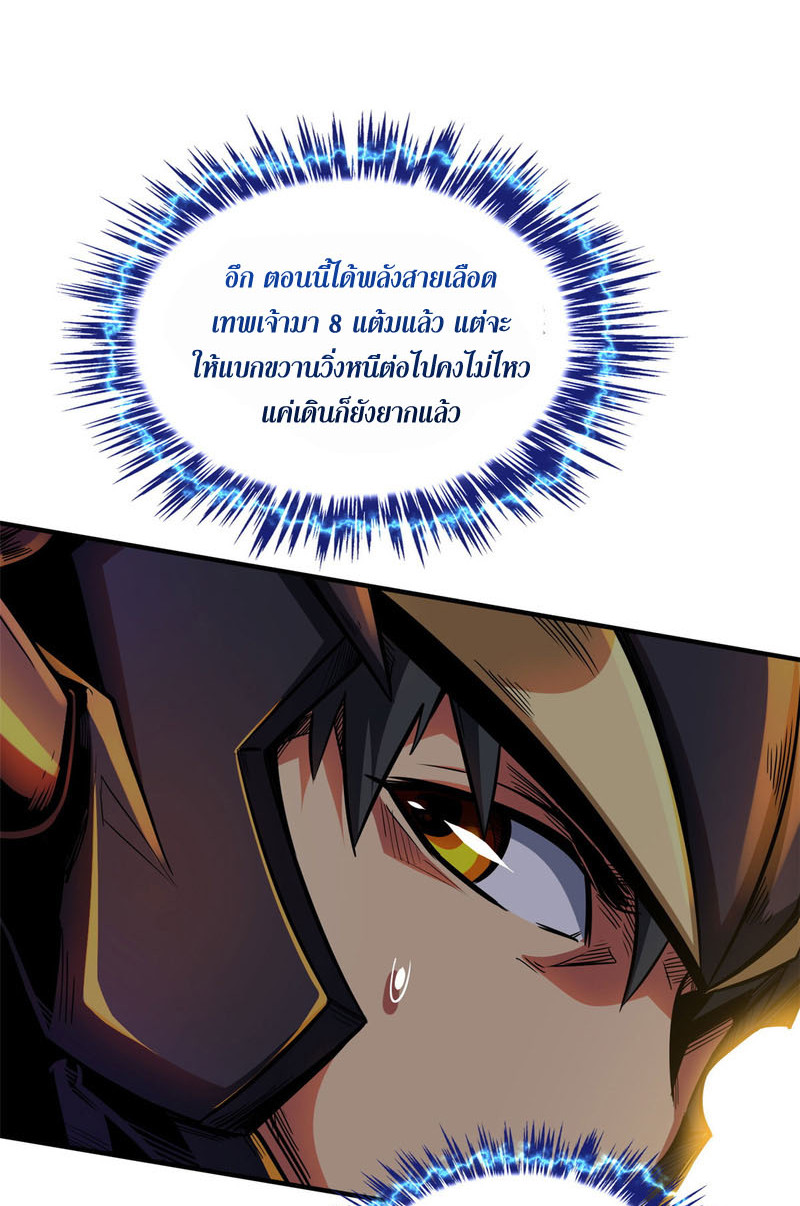 อึก ตอนนี้ได้พลังสายเลือด
เทพเจ้ามา 8 แต้มแล้ว แต่จะ
ให้แบกขวานวิ่งหนีต่อไปคงไม่ไหว
แค่เดินก็ยังยากแล้ว